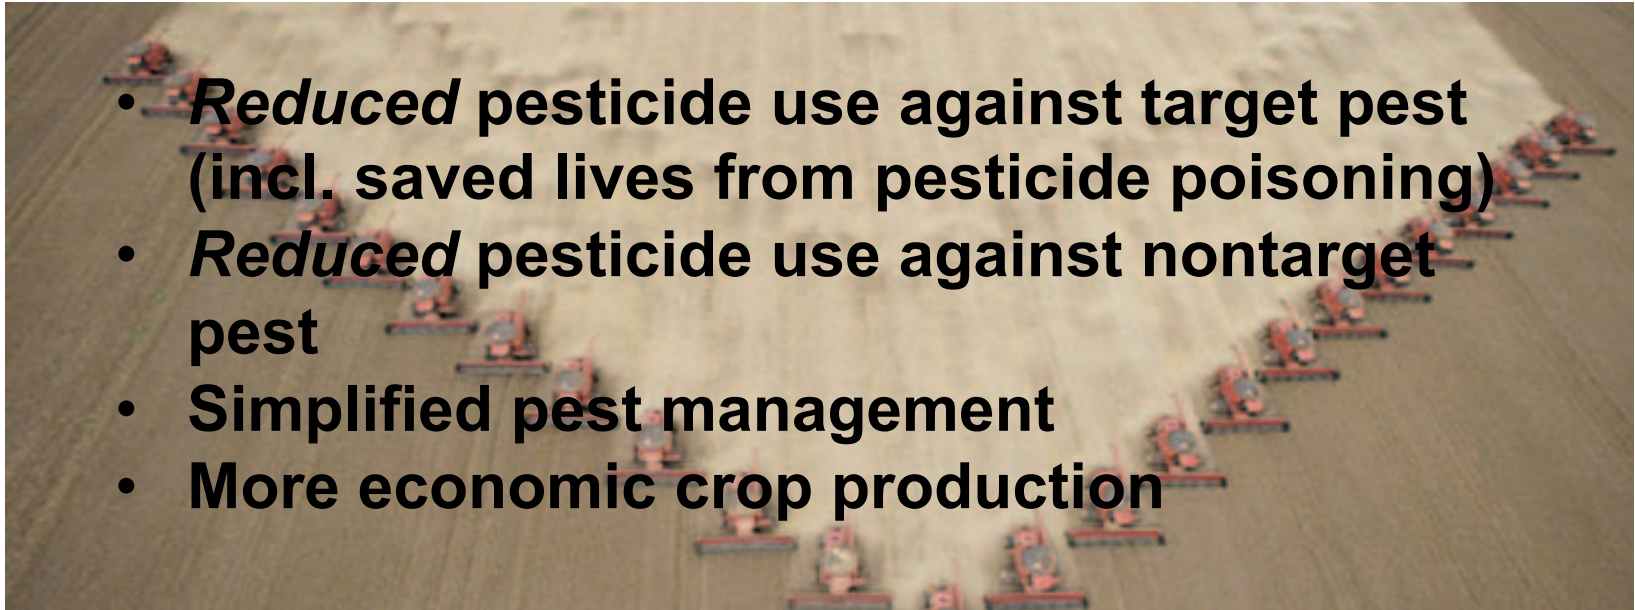 • Reduced pesticide use against target pest
(incl. saved lives from pesticide poisoning)
• Reduced pesticide use against nontarget
pest
• Simplified pest management
• More economic crop production